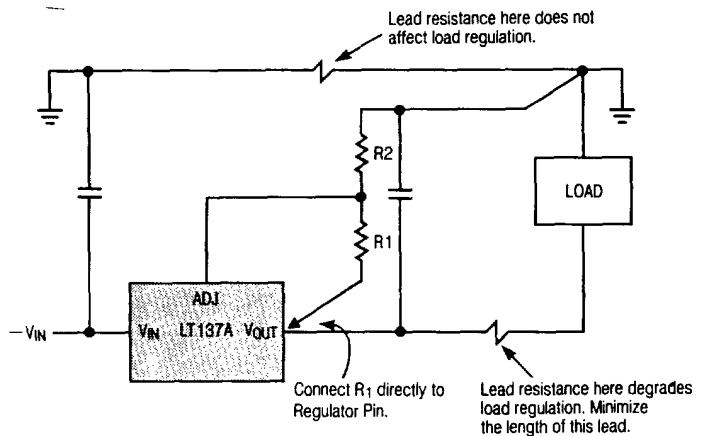 Lead resistance here does not
affect load regulation.
R2
LOAD
R1
ADJ
–VIN
VIN LT137A VOUT
Connect R1 directly to
Regulator Pin.
Lead resistance here degrades
load regulation. Minimize
the length of this lead.